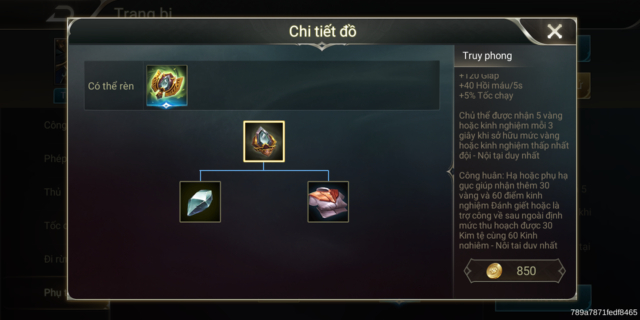 Trang bị
Chi tiết đồ
Có thể rèn
Truy phong
+120 Giáp
+40 Hồi máu/5s
+5% Tốc chạy
Chủ thể được nhận 5 vàng
hoặc kinh nghiệm mỗi 3
giây khi sở hữu mức vàng
hoặc kinh nghiệm thấp nhất
đội - Nội tại duy nhất
Công huân: Hạ hoặc phụ hạ
gục giúp nhận thêm 30
vàng và 60 điểm kinh
nghiệm Đánh giết hoặc là
trợ công về sau ngoài định
mức thu hoạch được 30
Kim tệ cùng 60 Kinh
nghiệm - Nội tại duy nhất
850
Công
Phép
Thủ
Tốc
Đi rừ
Phụ
789a7871fedf8465